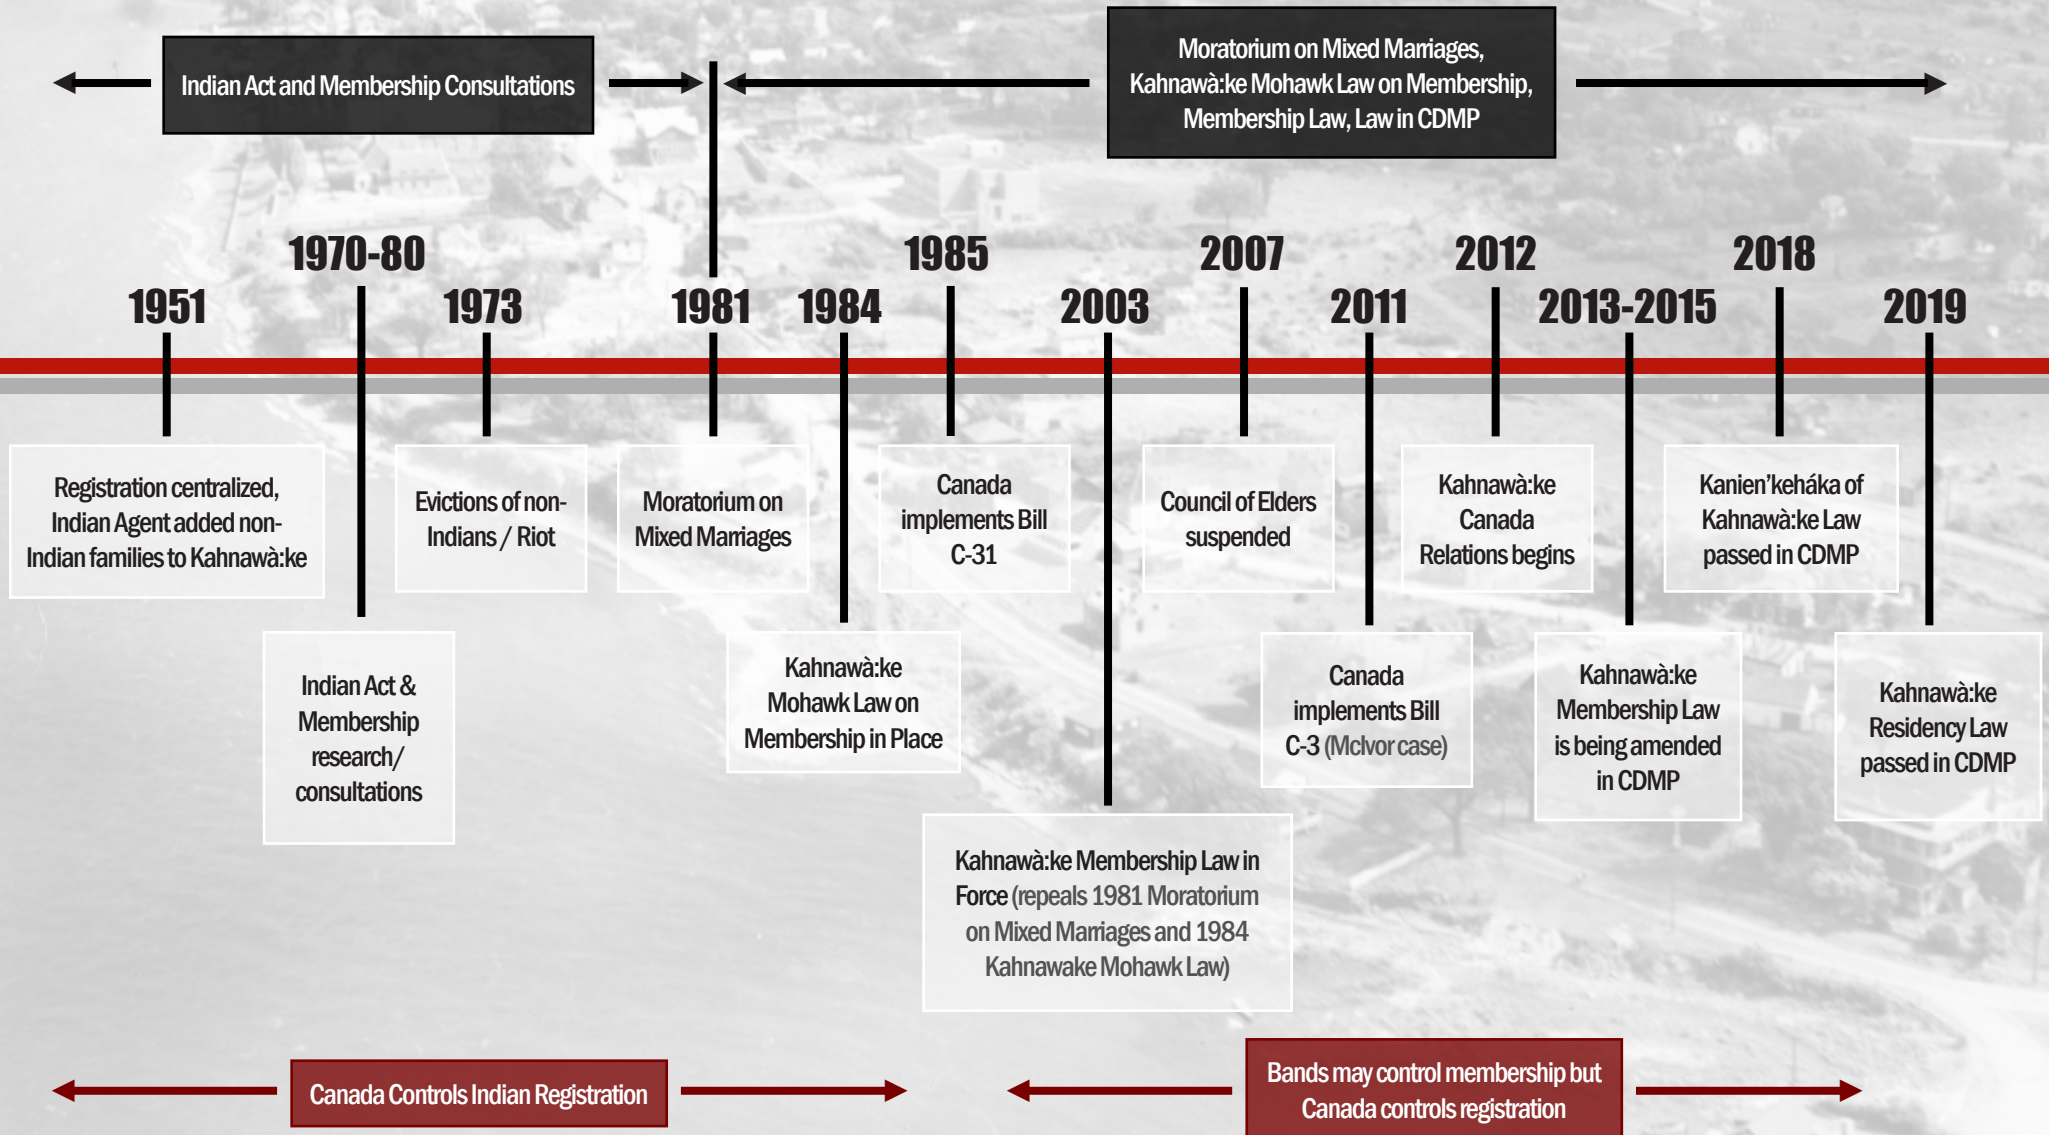 Indian Act and Membership Consultations
Moratorium on Mixed Marriages,
Kahnawà:ke Mohawk Law on Membership,
Membership Law, Law in CDMP
1951
Registration centralized,
Indian Agent added non-
Indian families to Kahnawà:ke
1970-80
Indian Act &
Membership
research/
consultations
1973
Evictions of non-
Indians / Riot
1981
Moratorium on
Mixed Marriages
1984
Kahnawà:ke
Mohawk Law on
Membership in Place
1985
Canada
implements Bill
C-31
2003
Kahnawà:ke Membership Law in
Force (repeals 1981 Moratorium
on Mixed Marriages and 1984
Kahnawake Mohawk Law)
2007
Council of Elders
suspended
2011
Canada
implements Bill
C-3 (McIvor case)
2012
Kahnawà:ke
Canada
Relations begins
2013-2015
Kahnawà:ke
Membership Law
is being amended
in CDMP
2018
Kanien'keháka of
Kahnawà:ke Law
passed in CDMP
2019
Kahnawà:ke
Residency Law
passed in CDMP
Canada Controls Indian Registration
Bands may control membership but
Canada controls registration